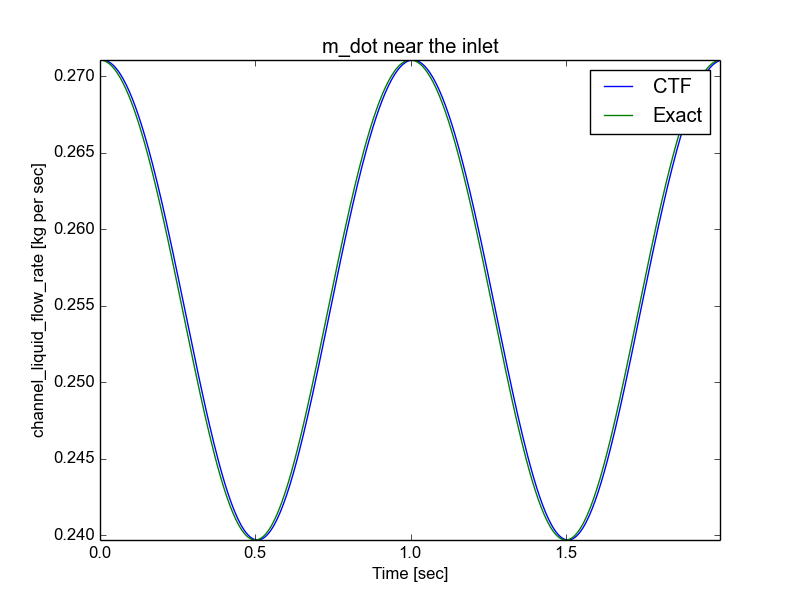 m_dot near the inlet
CTF
Exact
channel_liquid_flow_rate [kg per sec]
0.270
0.265
0.260
0.255
0.250
0.245
0.240
0.0
0.5
1.0
1.5
Time [sec]